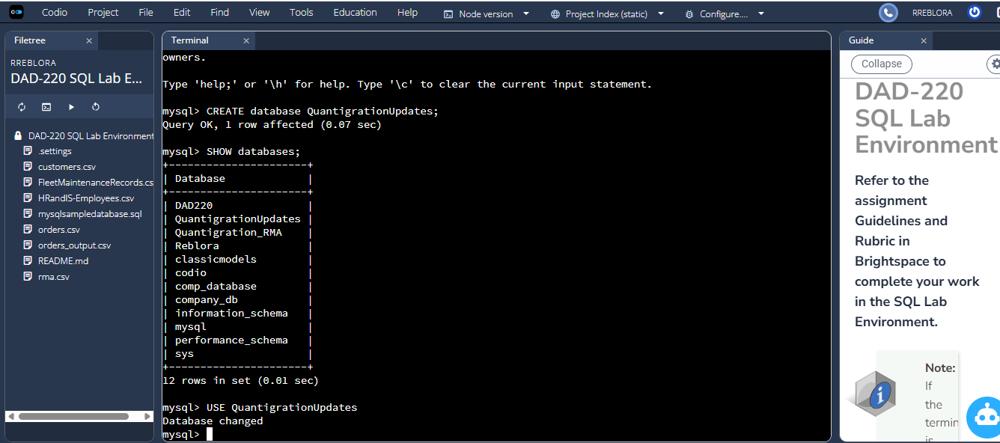 Codio Project File Edit Find View Tools Education Help Node version Project Index (static) Configure.... RREBLORA
Filetree ×
RREBLORA
DAD-220 SQL Lab E...
DAD-220 SQL Lab Environment
.settings
customers.csv
FleetMaintenanceRecords.cs
HRandIS-Employees.csv
mysqlsampledatabase.sql
orders.csv
orders_output.csv
README.md
rma.csv
Terminal ×
owners.
Type 'help;' or '\h' for help. Type '\c' to clear the current input statement.
mysql> CREATE database QuantigrationUpdates;
Query OK, 1 row affected (0.07 sec)
mysql> SHOW databases;
+----------------------+
| Database             |
+----------------------+
| DAD220               |
| QuantigrationUpdates |
| Quantigration_RMA    |
| Reblora              |
| classicmodels        |
| codio                |
| comp_database        |
| company_db           |
| information_schema   |
| mysql                |
| performance_schema   |
| sys                  |
+----------------------+
12 rows in set (0.01 sec)
mysql> USE QuantigrationUpdates
Database changed
mysql>
Guide ×
Collapse
DAD-220
SQL Lab
Environment
Refer to the
assignment
Guidelines and
Rubric in
Brightspace to
complete your work
in the SQL Lab
Environment.
Note:
If
the
termin
is